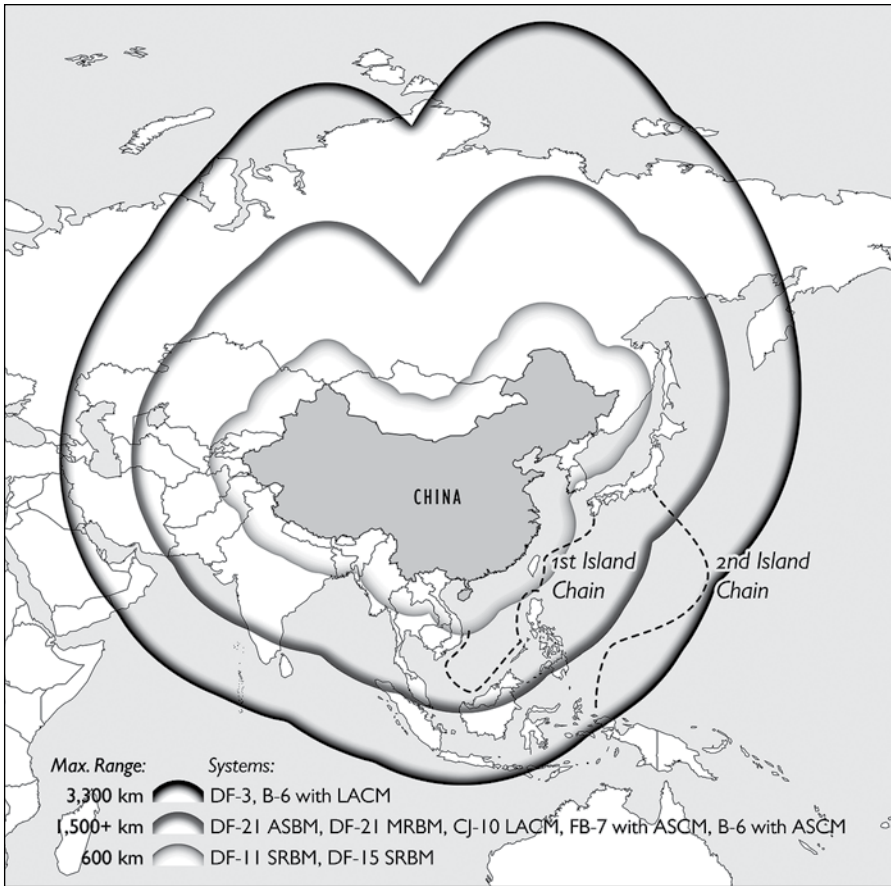 CHINA
1st Island
Chain
2nd Island
Chain
Max. Range: Systems:
3,300 km DF-3, B-6 with LACM
1,500+ km DF-21 ASBM, DF-21 MRBM, CJ-10 LACM, FB-7 with ASCM, B-6 with ASCM
600 km DF-11 SRBM, DF-15 SRBM